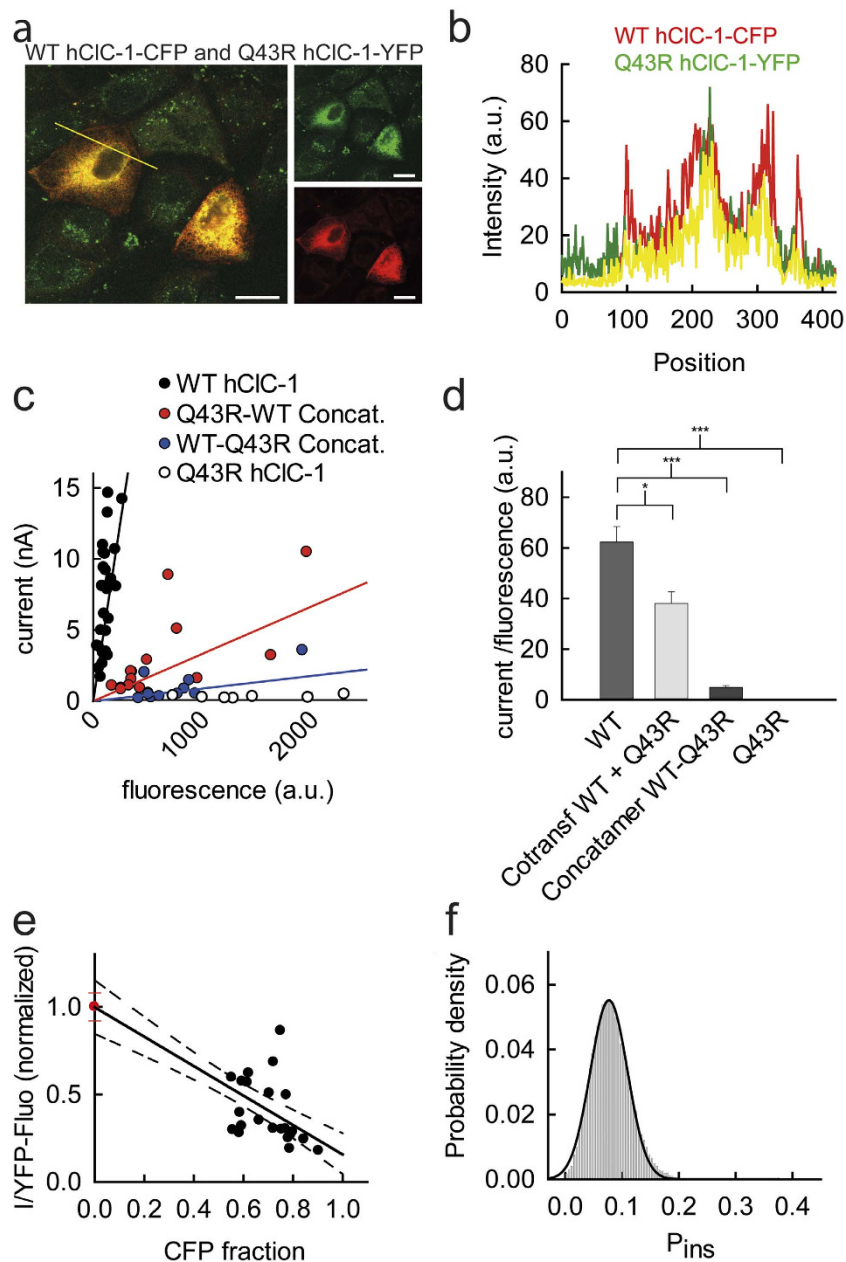 a
WT hClC-1-CFP and Q43R hClC-1-YFP
b
WT hClC-1-CFP
Q43R hClC-1-YFP
Intensity (a.u.)
80
60
40
20
0
0 100 200 300 400
Position
c
WT hClC-1
Q43R-WT Concat.
WT-Q43R Concat.
Q43R hClC-1
current (nA)
15
10
5
0
0 1000 2000
fluorescence (a.u.)
d
current /fluorescence (a.u.)
80
60
40
20
0
***
***
*
WT
Cotransf WT + Q43R
Concatamer WT-Q43R
Q43R
e
I/YFP-Fluo (normalized)
1.0
0.5
0.0
0.0 0.2 0.4 0.6 0.8 1.0
CFP fraction
f
Probability density
0.06
0.04
0.02
0.00
0.0 0.1 0.2 0.3 0.4
Pins